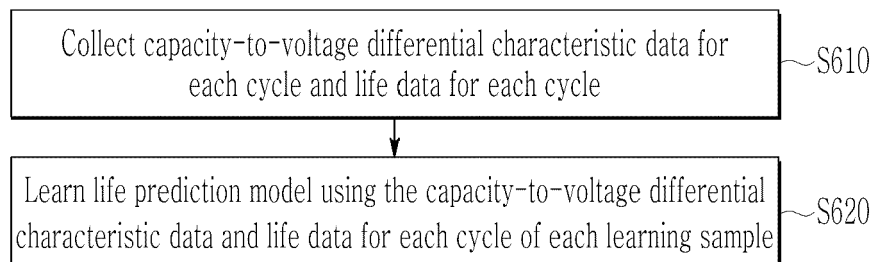 Collect capacity-to-voltage differential characteristic data for
each cycle and life data for each cycle
S610
Learn life prediction model using the capacity-to-voltage differential
characteristic data and life data for each cycle of each learning sample
S620